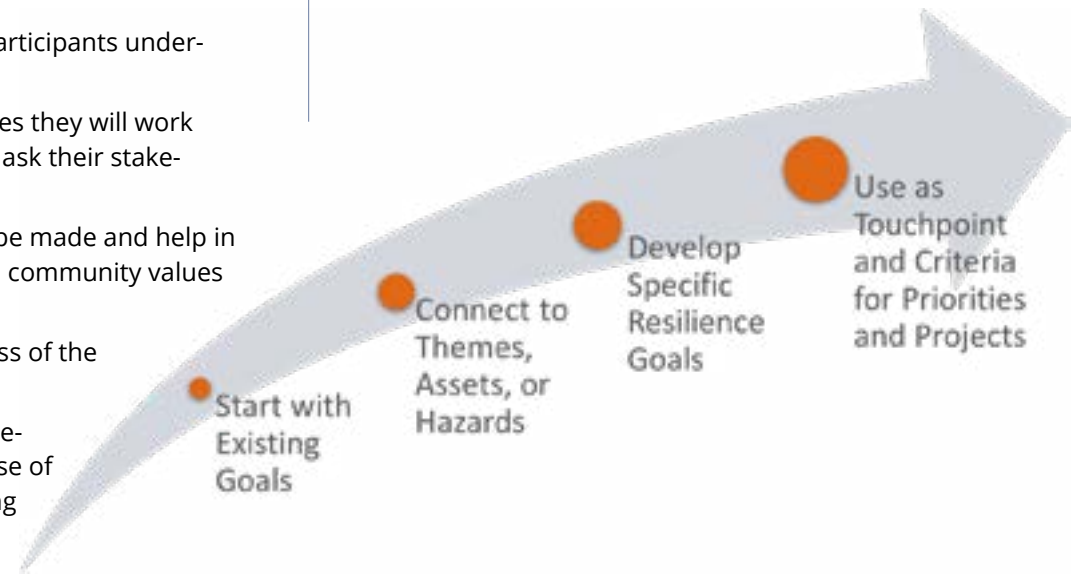 articipants under-
es they will work
ask their stake-
be made and help in
community values
ss of the
e-
se of
g
Start with
Existing
Goals
Connect to
Themes,
Assets, or
Hazards
Develop
Specific
Resilience
Goals
Use as
Touchpoint
and Criteria
for Priorities
and Projects